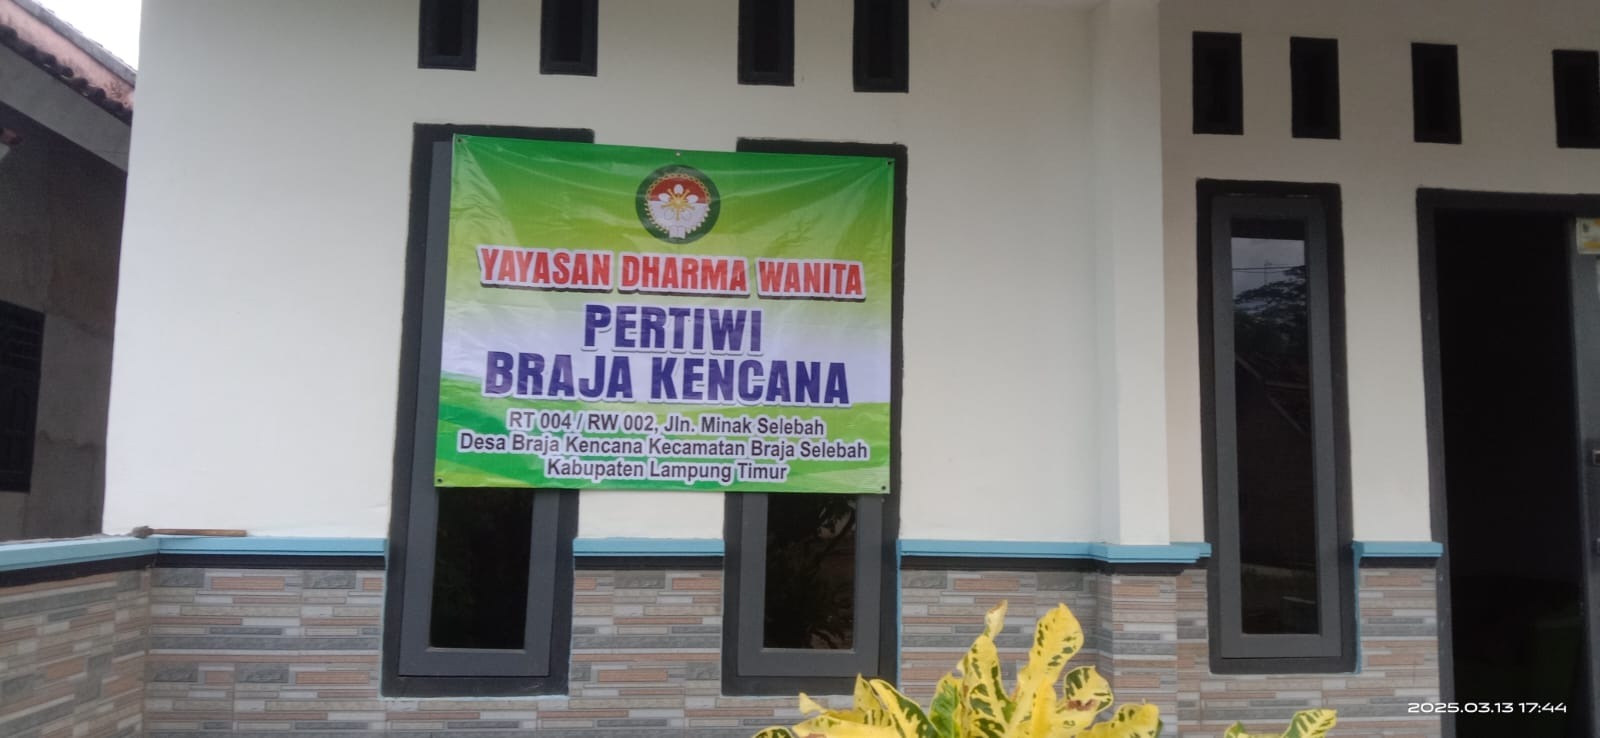 YAYASAN DHARMA WANITA
PERTIWI
BRAJA KENCANA
RT 004 / RW 002, Jln. Minak Selebah
Desa Braja Kencana Kecamatan Braja Selebah
Kabupaten Lampung Timur
2025.03.13 17:44